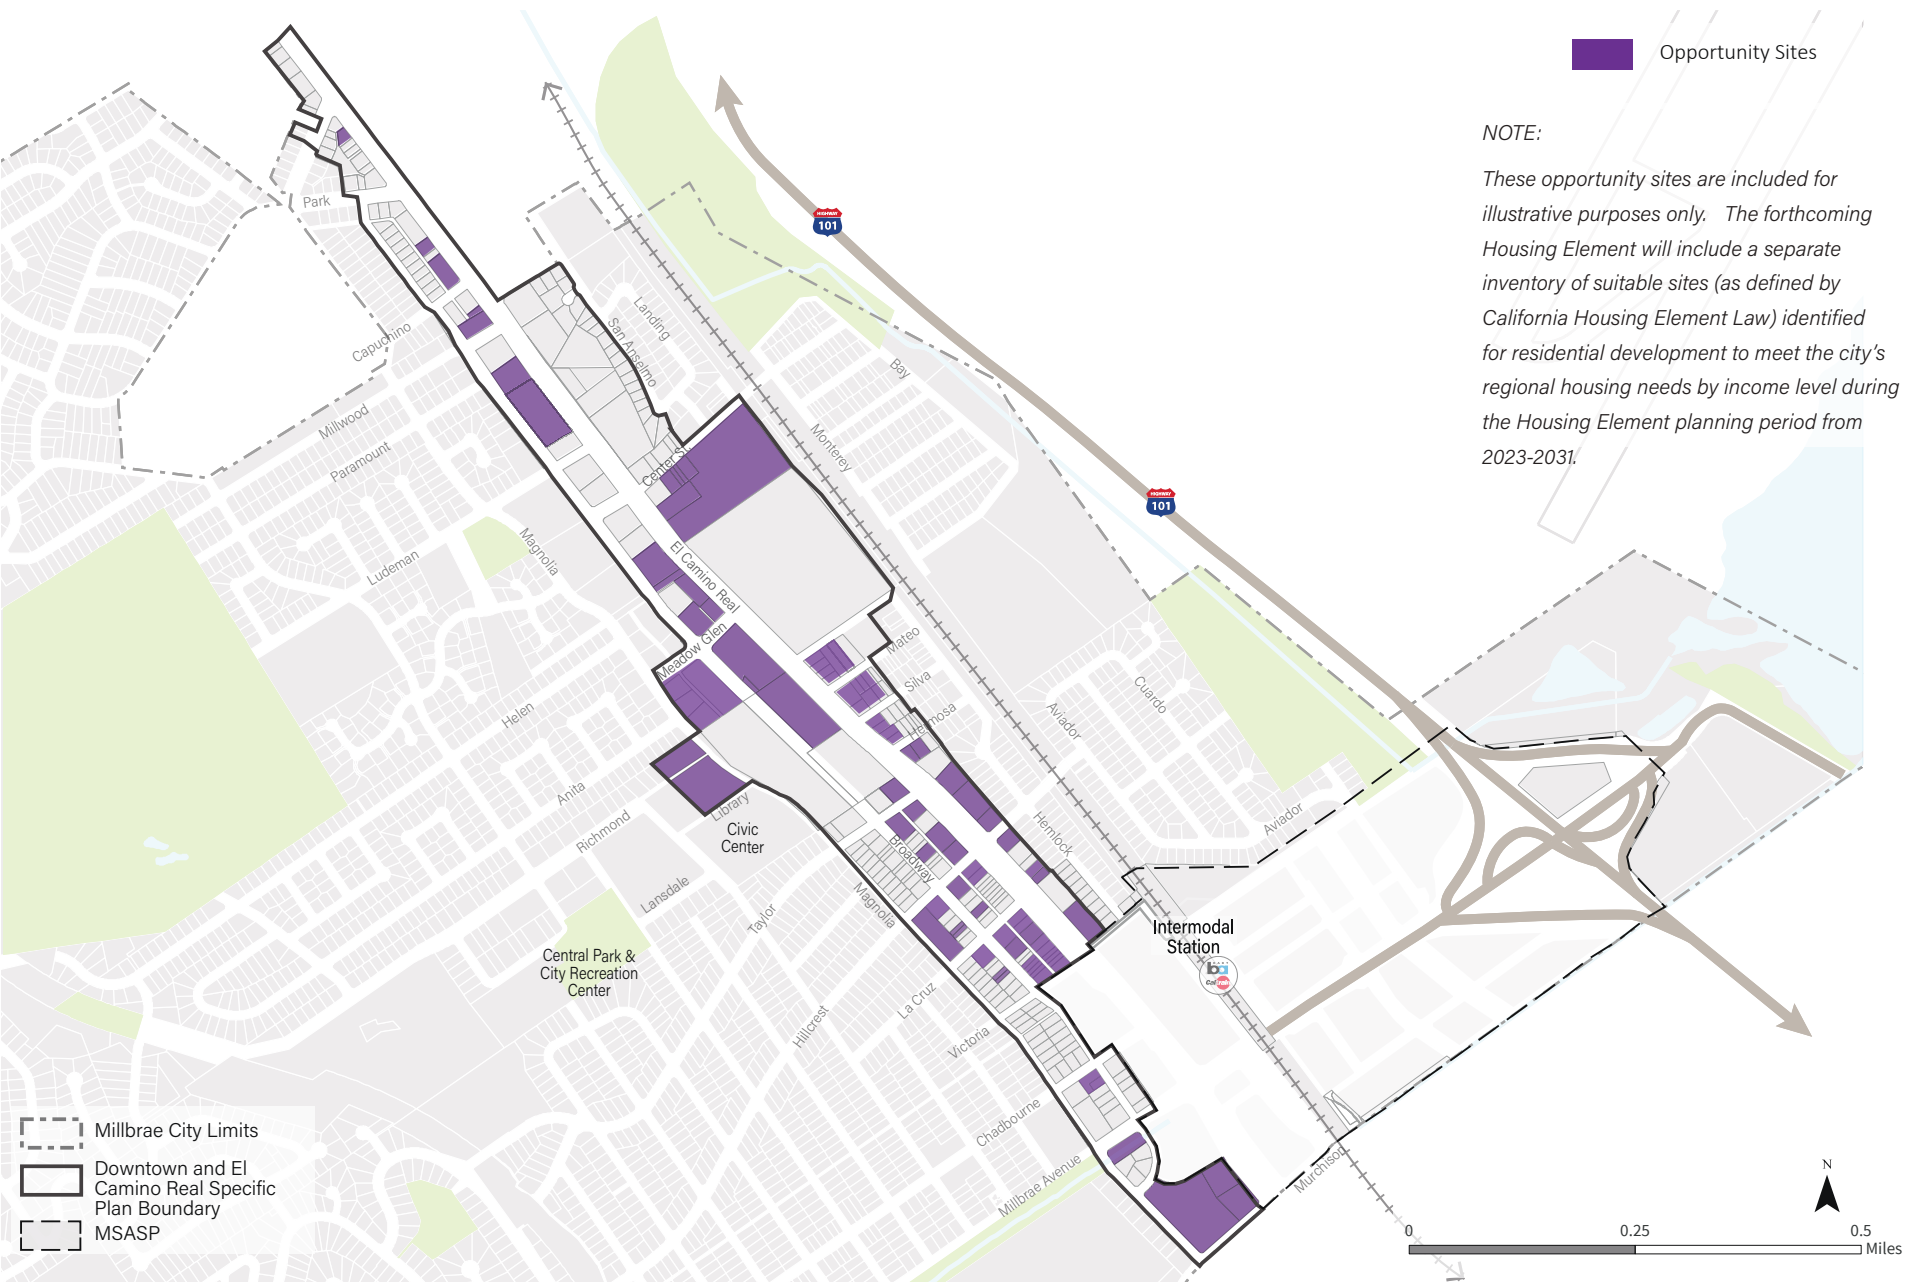 Opportunity Sites
NOTE:
These opportunity sites are included for
illustrative purposes only. The forthcoming
Housing Element will include a separate
inventory of suitable sites (as defined by
California Housing Element Law) identified
for residential development to meet the city's
regional housing needs by income level during
the Housing Element planning period from
2023-2031.
HIGHWAY
101
HIGHWAY
101
Park
Capuchino
Millwood
Paramount
Ludeman
Magnolia
Landing
San Anselmo
Bay
Monterey
Center St
El Camino Real
Meadow Glen
Mateo
Silva
Hermosa
Cuardo
Aviador
Aviador
Helen
Anita
Richmond
Library
Civic
Center
Lansdale
Taylor
Broadway
Magnolia
Hemlock
Intermodal
Station
ba
Caltrain
Central Park &
City Recreation
Center
Hillcrest
La Cruz
Victoria
Chadbourne
Millbrae Avenue
Murchison
Millbrae City Limits
Downtown and El
Camino Real Specific
Plan Boundary
MSASP
N
0
0.25
0.5
Miles